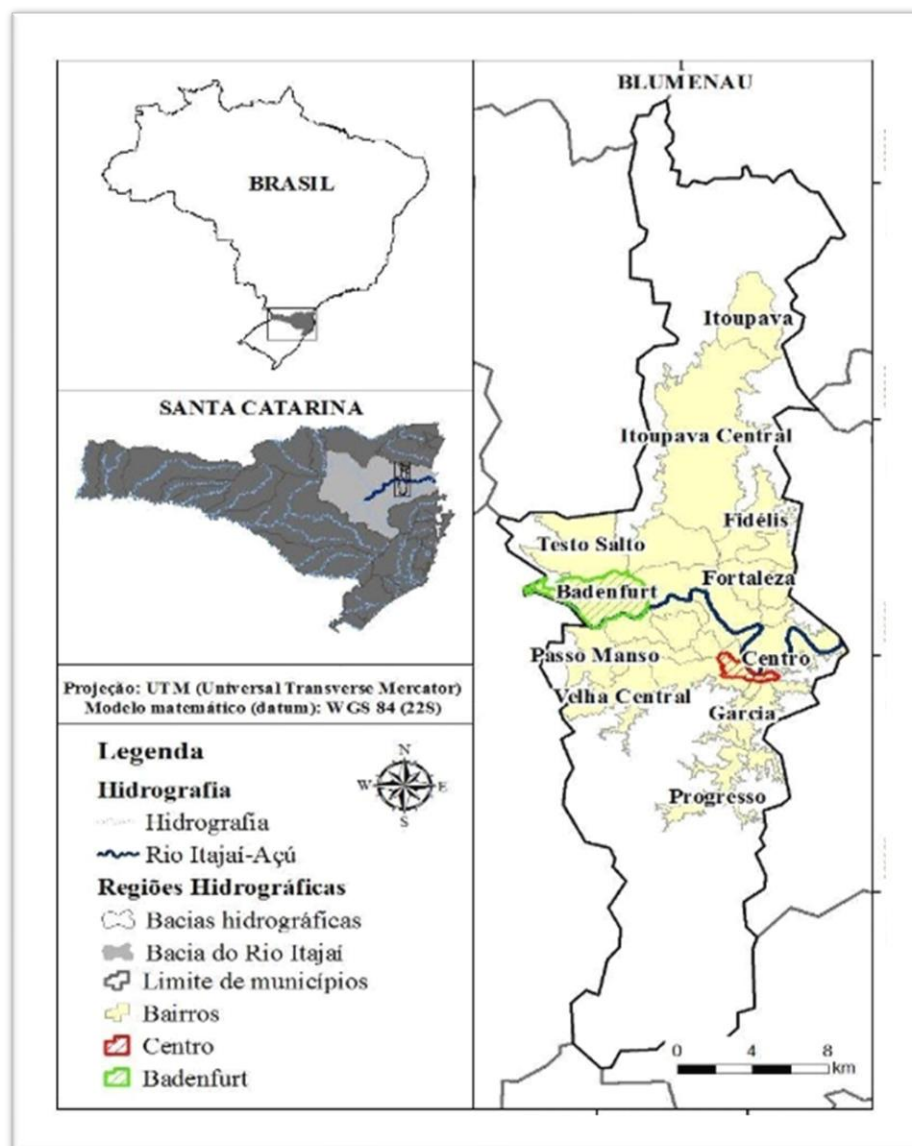 BRASIL
SANTA CATARINA
Projeção: UTM (Universal Transverse Mercator)
Modelo matemático (datum): WGS 84 (22S)
Legenda
Hidrografia
Hidrografia
Rio Itajaí-Açú
Regiões Hidrográficas
Bacias hidrográficas
Bacia do Rio Itajaí
Limite de municípios
Bairros
Centro
Badenfurt
N
W E
S
BLUMENAU
Itoupava
Itoupava Central
Fidélis
Testo Salto
Fortaleza
Badenfurt
Passo Manso
Centro
Velha Central
Garcia
Progresso
0 4 8
km